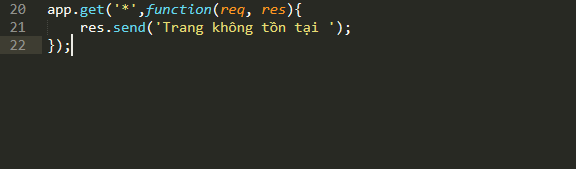 20 app.get('*',function(req, res){
21     res.send('Trang không tồn tại ');
22 });